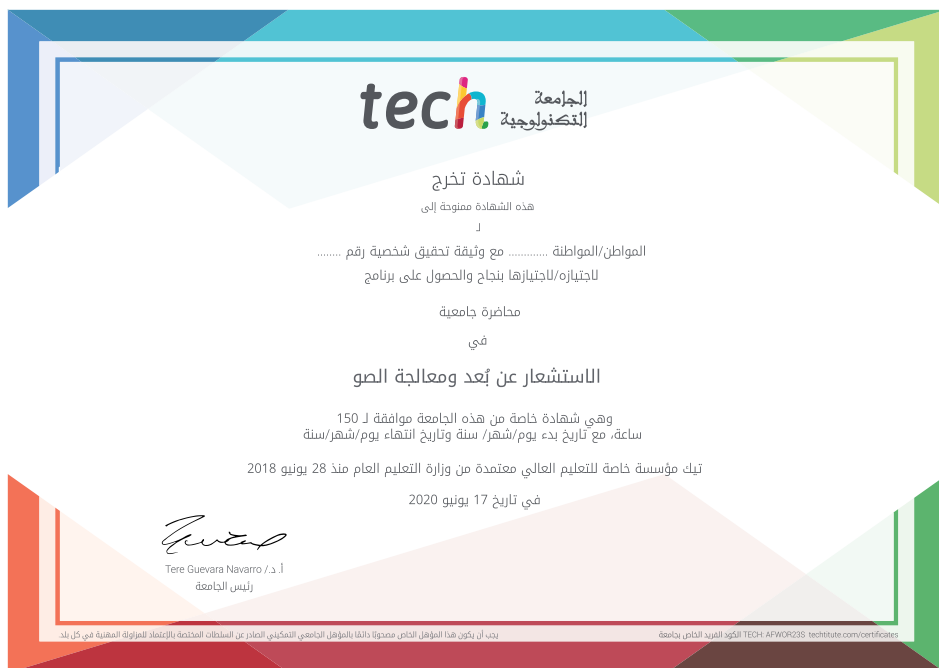 tech الجامعة
التكنولوجية
شهادة تخرج
هذه الشهادة ممنوحة إلى
لـ
المواطن/المواطنة ............ مع وثيقة تحقيق شخصية رقم ........
لاجتيازه/لاجتيازها بنجاح والحصول على برنامج
محاضرة جامعية
في
الاستشعار عن بُعد ومعالجة الصو
وهي شهادة خاصة من هذه الجامعة موافقة لـ 150
ساعة، مع تاريخ بدء يوم/شهر/ سنة وتاريخ انتهاء يوم/شهر/سنة
تيك مؤسسة خاصة للتعليم العالي معتمدة من وزارة التعليم العام منذ 28 يونيو 2018
في تاريخ 17 يونيو 2020
أ. د./ Tere Guevara Navarro
رئيس الجامعة
يجب أن يكون هذا المؤهل الخاص مصحوبًا دائمًا بالمؤهل الجامعي التمكيني الصادر عن السلطات المختصة بالإعتماد للمزاولة المهنية في كل بلد.
الكود الفريد الخاص بجامعة TECH: AFWOR23S techtitute.com/certificates